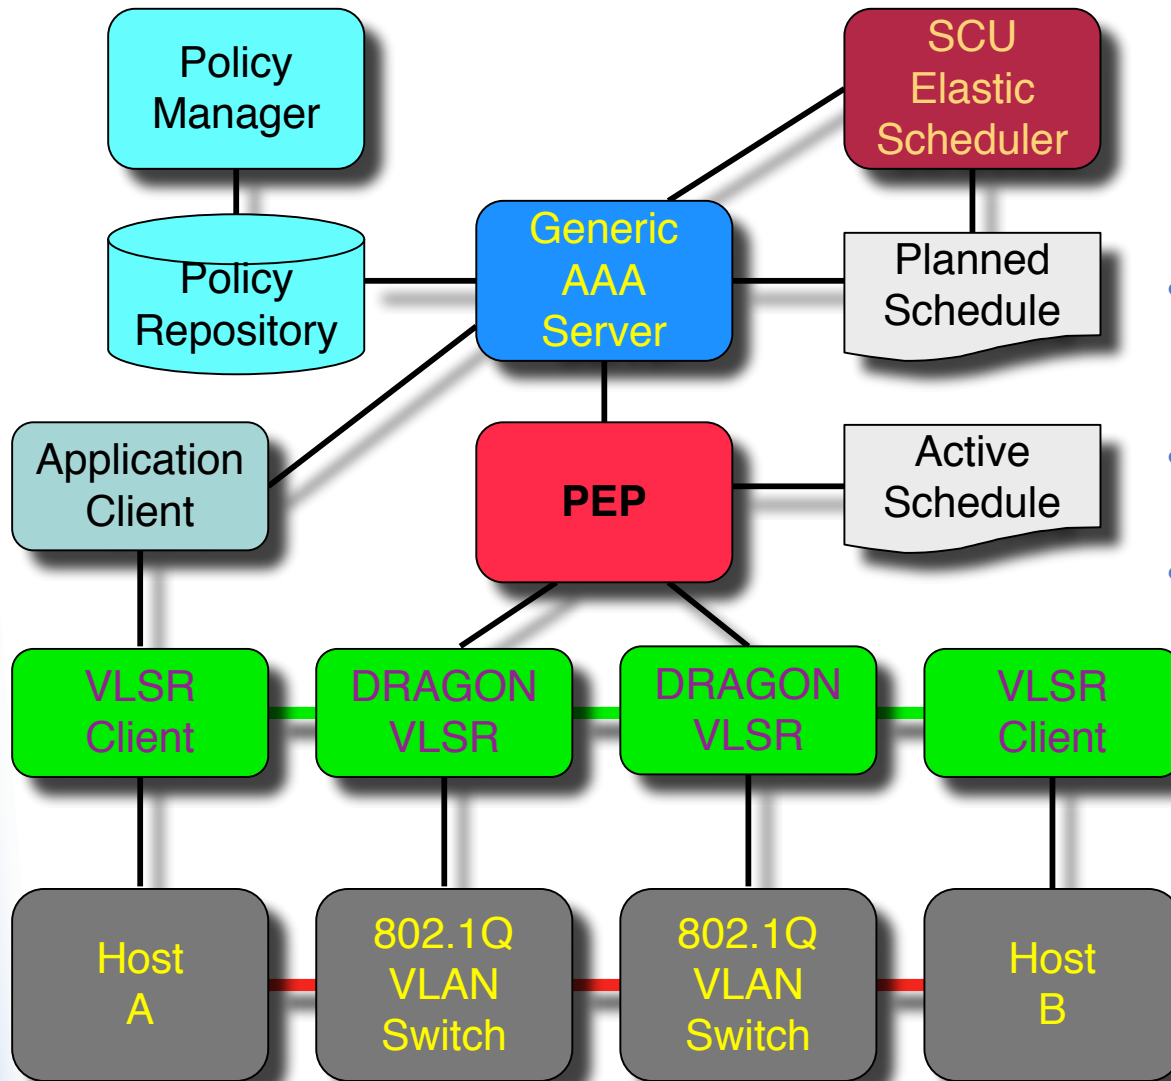 Policy
Manager
SCU
Elastic
Scheduler
Policy
Repository
Generic
AAA
Server
Planned
Schedule
Application
Client
PEP
Active
Schedule
VLSR
Client
DRAGON
VLSR
DRAGON
VLSR
VLSR
Client
Host
A
802.1Q
VLAN
Switch
802.1Q
VLAN
Switch
Host
B